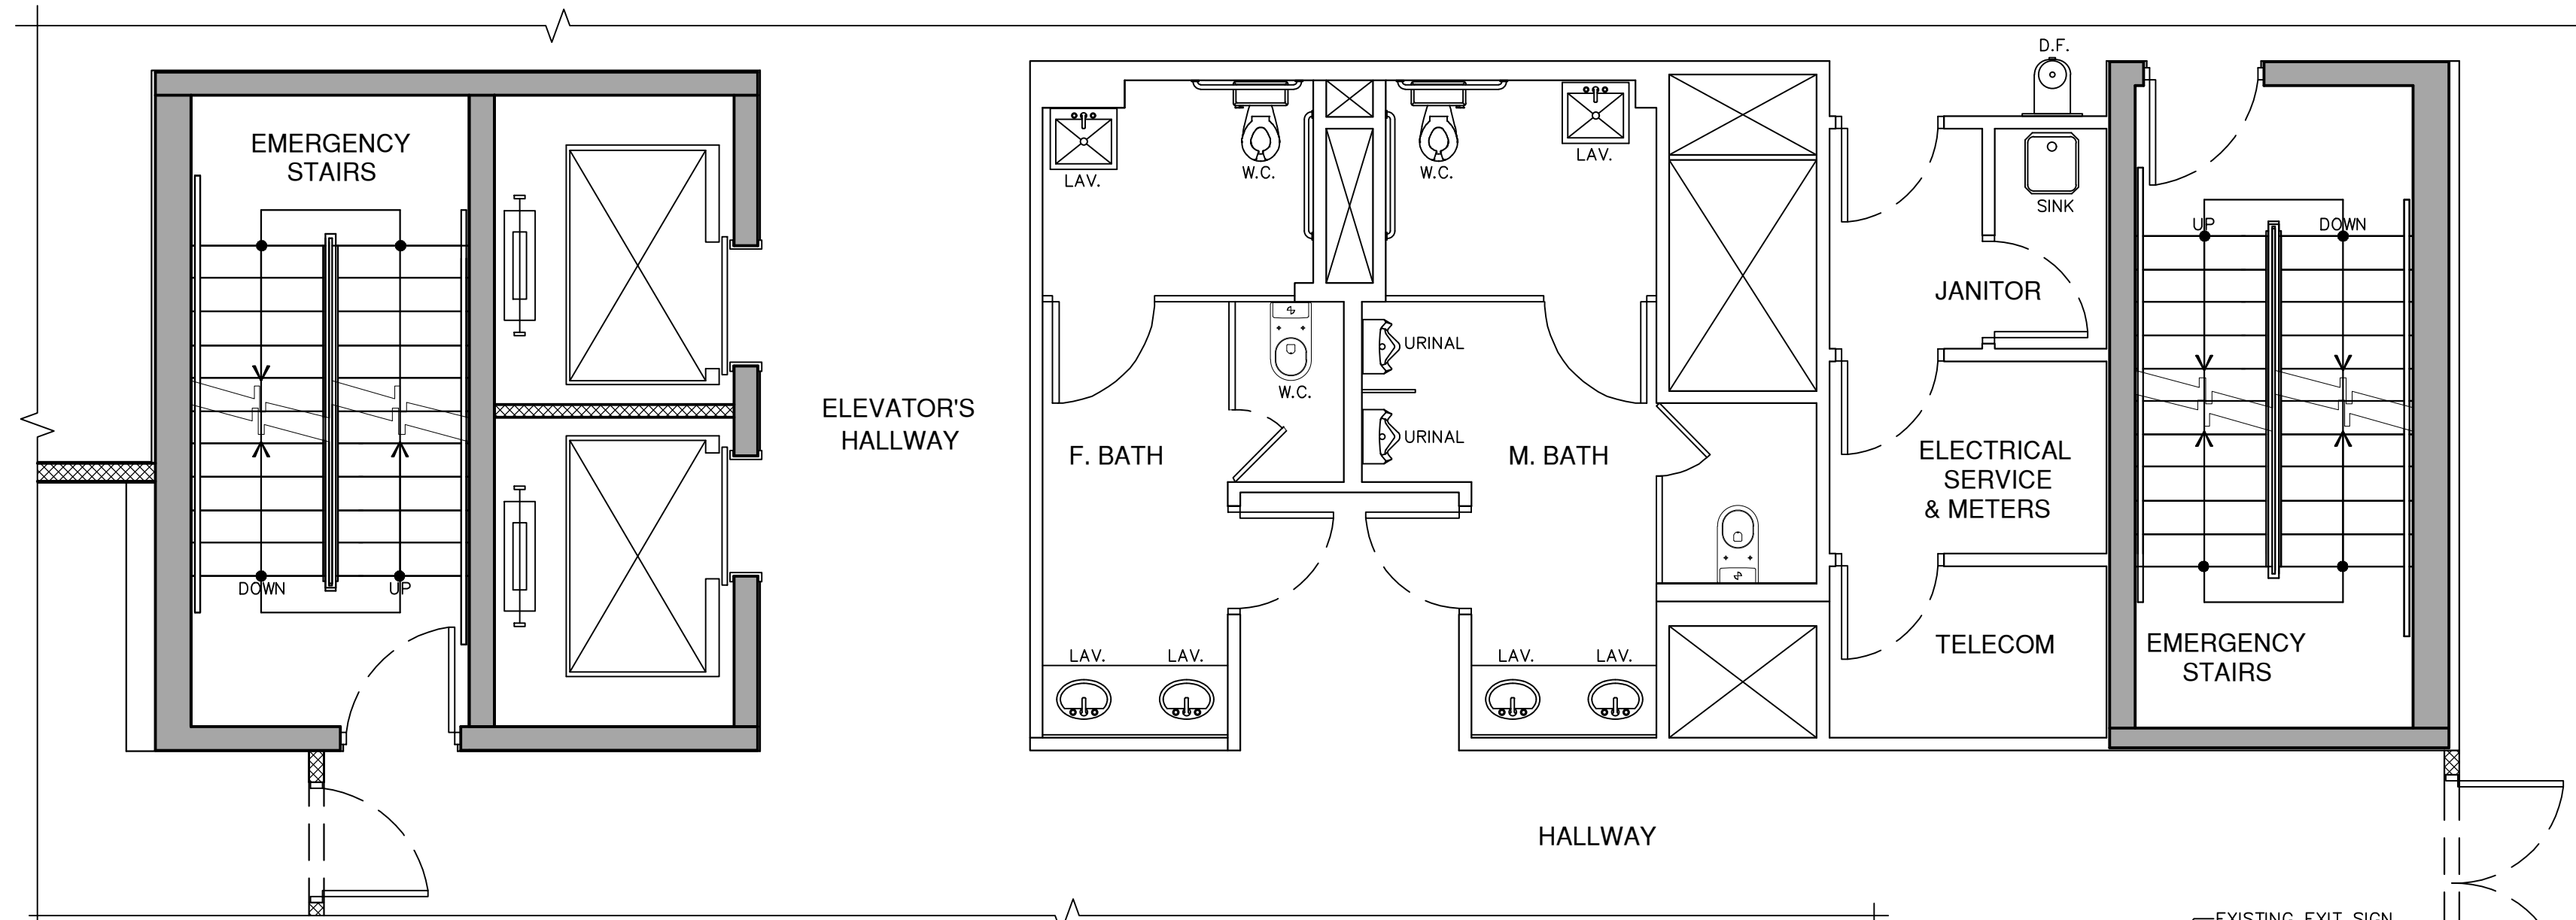 EMERGENCY
STAIRS
DOWN
UP
ELEVATOR'S
HALLWAY
LAV.
W.C.
W.C.
LAV.
W.C.
URINAL
URINAL
F. BATH
M. BATH
LAV.
LAV.
LAV.
LAV.
D.F.
SINK
JANITOR
ELECTRICAL
SERVICE
& METERS
TELECOM
UP
DOWN
EMERGENCY
STAIRS
HALLWAY
EXISTING EXIT SIGN